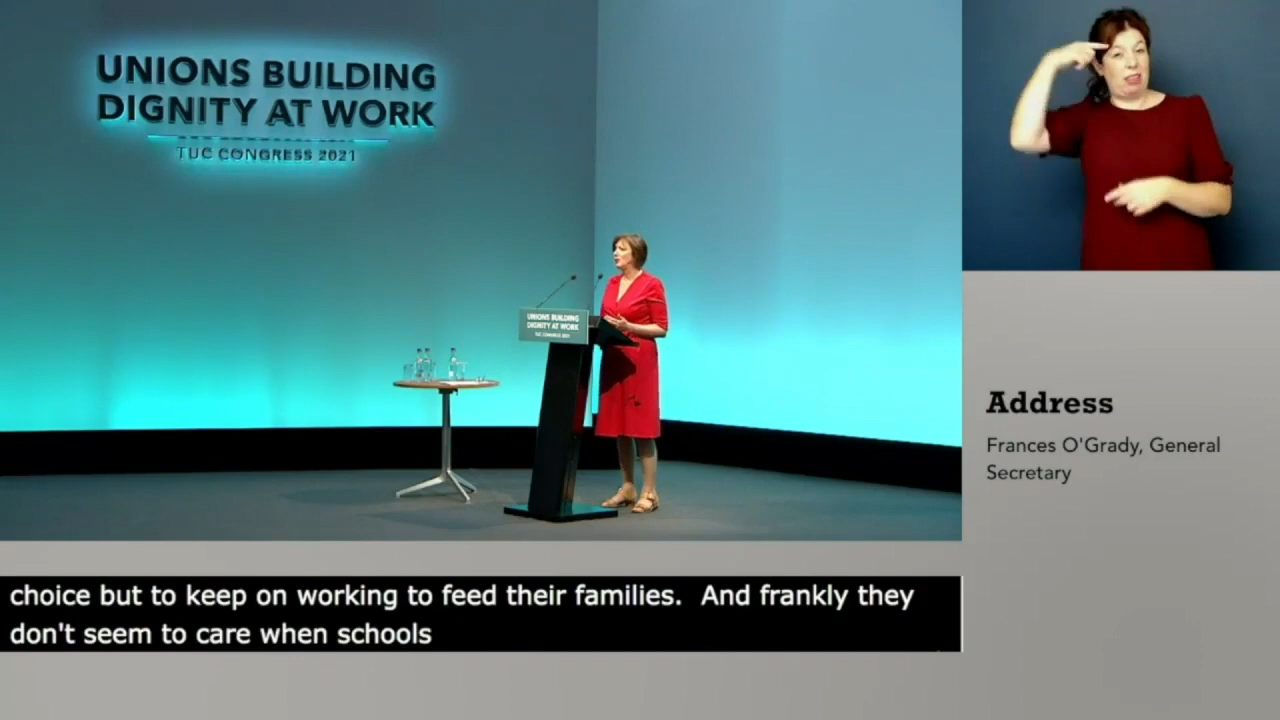 UNIONS BUILDING
DIGNITY AT WORK
TUC CONGRESS 2021
UNIONS BUILDING
DIGNITY AT WORK
TUC CONGRESS 2021
Address
Frances O'Grady, General
Secretary
choice but to keep on working to feed their families.  And frankly they
don't seem to care when schools